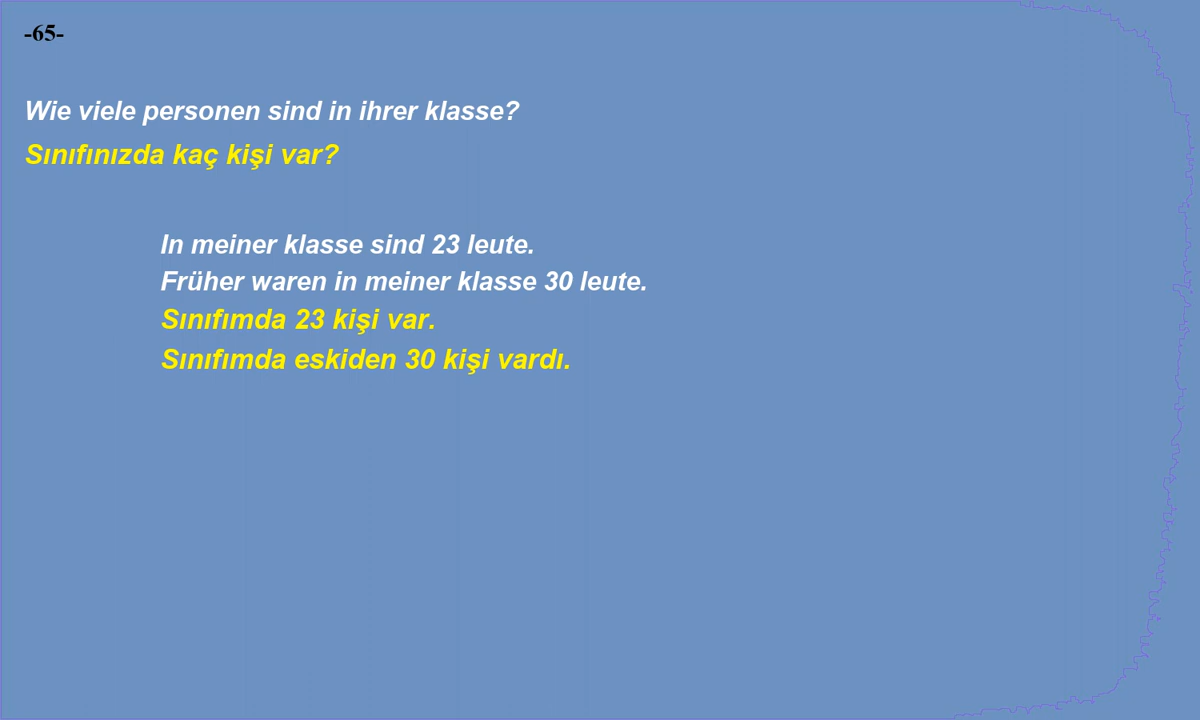 -65-
Wie viele personen sind in ihrer klasse?
Sınıfınızda kaç kişi var?
In meiner klasse sind 23 leute.
Früher waren in meiner klasse 30 leute.
Sınıfımda 23 kişi var.
Sınıfımda eskiden 30 kişi vardı.